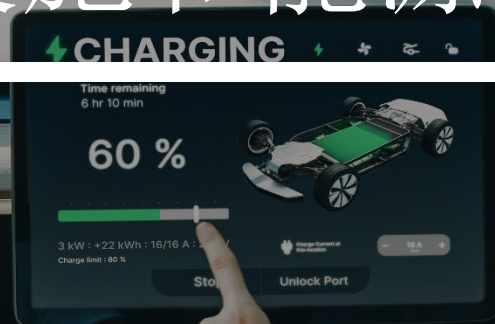 CHARGING
Time remaining
6 hr 10 min
60 %
3 kW : +22 kWh : 16/16 A :
Charge limit : 80 %
Charge Current at
this location
16 A
Unlock Port